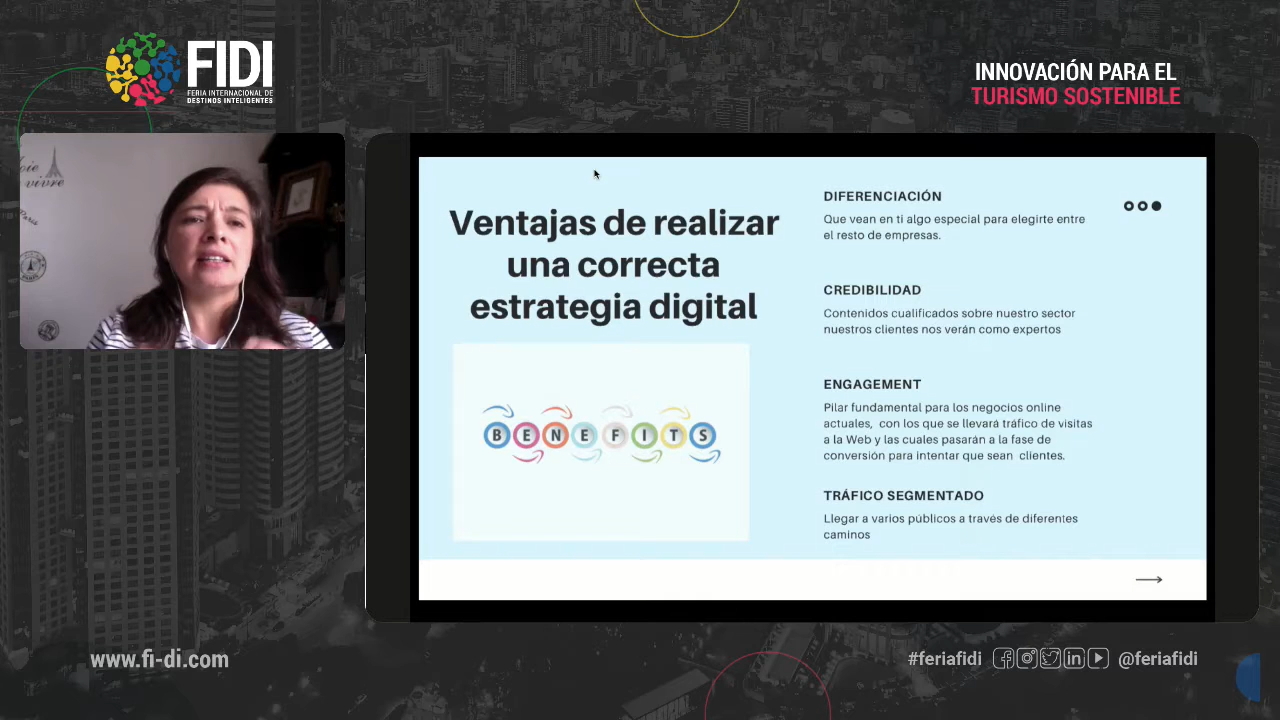 FIDI
FERIA INTERNACIONAL DE
DESTINOS INTELIGENTES
INNOVACIÓN PARA EL
TURISMO SOSTENIBLE
vivre
Paris
Ventajas de realizar
una correcta
estrategia digital
BENEFITS
DIFERENCIACIÓN
Que vean en ti algo especial para elegirte entre
el resto de empresas.
CREDIBILIDAD
Contenidos cualificados sobre nuestro sector
nuestros clientes nos verán como expertos
ENGAGEMENT
Pilar fundamental para los negocios online
actuales, con los que se llevará tráfico de visitas
a la Web y las cuales pasarán a la fase de
conversión para intentar que sean clientes.
TRÁFICO SEGMENTADO
Llegar a varios públicos a través de diferentes
caminos
www.fi-di.com
#feriafidi
@feriafidi